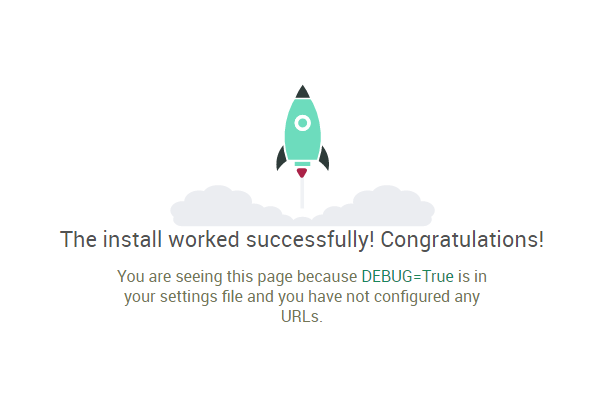 The install worked successfully! Congratulations!
You are seeing this page because DEBUG=True is in
your settings file and you have not configured any
URLs.